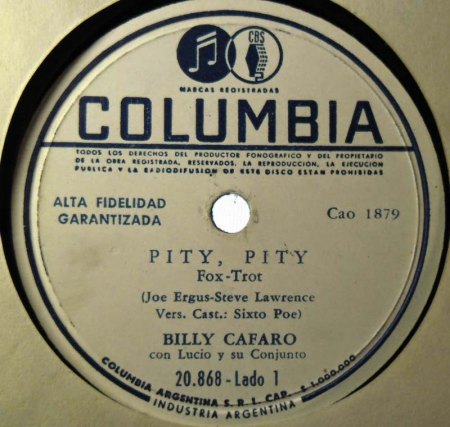 CBS
MARCAS REGISTRADAS
COLUMBIA
TODOS LOS DERECHOS DEL PRODUCTOR FONOGRAFICO Y DEL PROPIETARIO
DE LA OBRA REGISTRADA, RESERVADOS. LA REPRODUCCION, LA EJECUCION
PUBLICA Y LA RADIODIFUSION DE ESTE DISCO ESTAN PROHIBIDAS
ALTA FIDELIDAD
GARANTIZADA
Cao 1879
PITY, PITY
Fox-Trot
(Joe Ergus-Steve Lawrence
Vers. Cast.: Sixto Poe)
BILLY CAFARO
con Lucio y su Conjunto
20.868 - Lado 1
COLUMBIA ARGENTINA S. R. L. CAP. $ 1.000,000
INDUSTRIA ARGENTINA